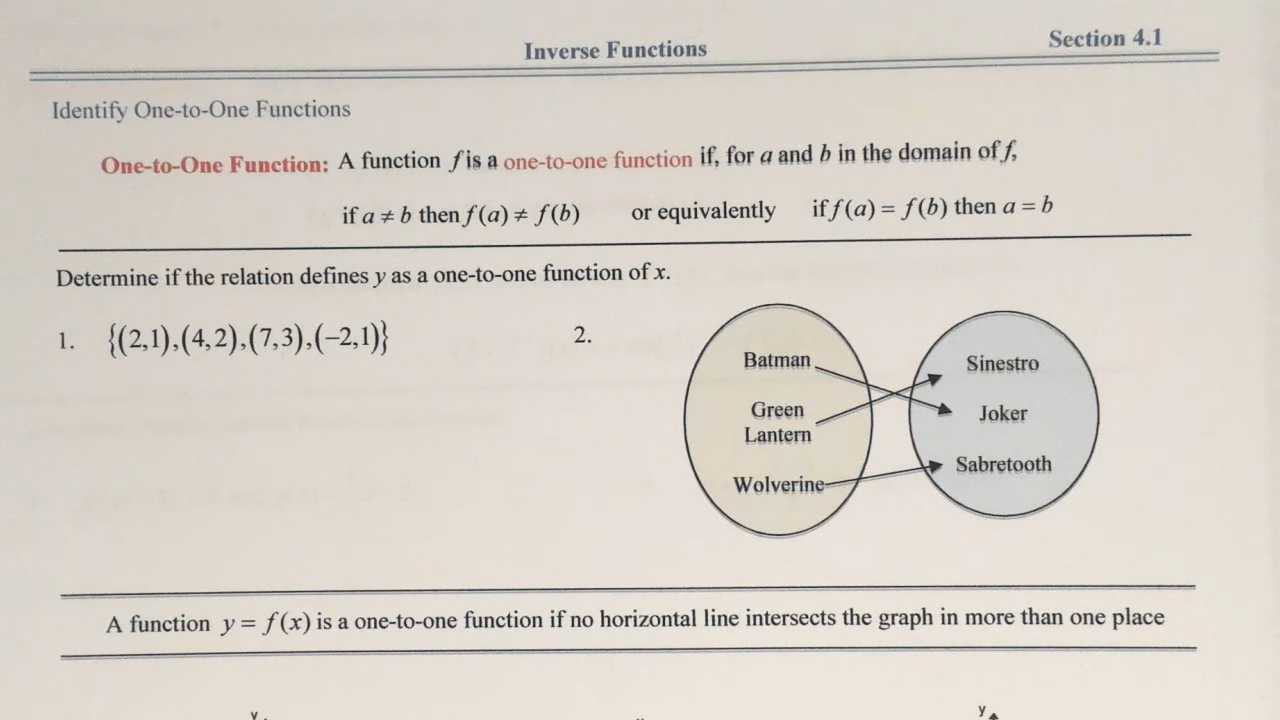 Inverse Functions Section 4.1
Identify One-to-One Functions
One-to-One Function: A function f is a one-to-one function if, for a and b in the domain of f,
if a ≠ b then f(a) ≠ f(b) or equivalently if f(a) = f(b) then a = b
Determine if the relation defines y as a one-to-one function of x.
1. {(2,1),(4,2),(7,3),(−2,1)}
2.
Batman
Green
Lantern
Wolverine
Sinestro
Joker
Sabretooth
A function y = f(x) is a one-to-one function if no horizontal line intersects the graph in more than one place
y
y